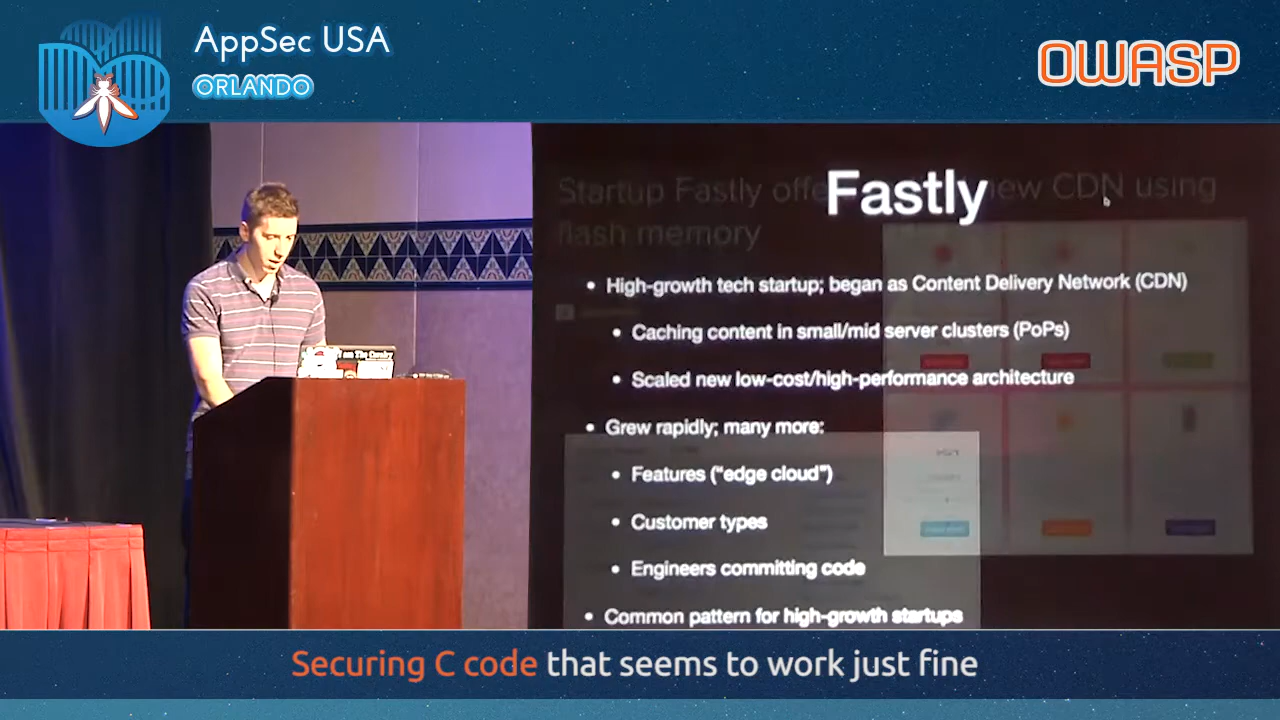 AppSec USA
ORLANDO
OWASP
Fastly
Startup Fastly offe new CDN using
flash memory
• High-growth tech startup; began as Content Delivery Network (CDN)
• Caching content in small/mid server clusters (PoPs)
• Scaled new low-cost/high-performance architecture
• Grew rapidly; many more:
• Features (“edge cloud”)
• Customer types
• Engineers committing code
• Common pattern for high-growth startups
Securing C code that seems to work just fine